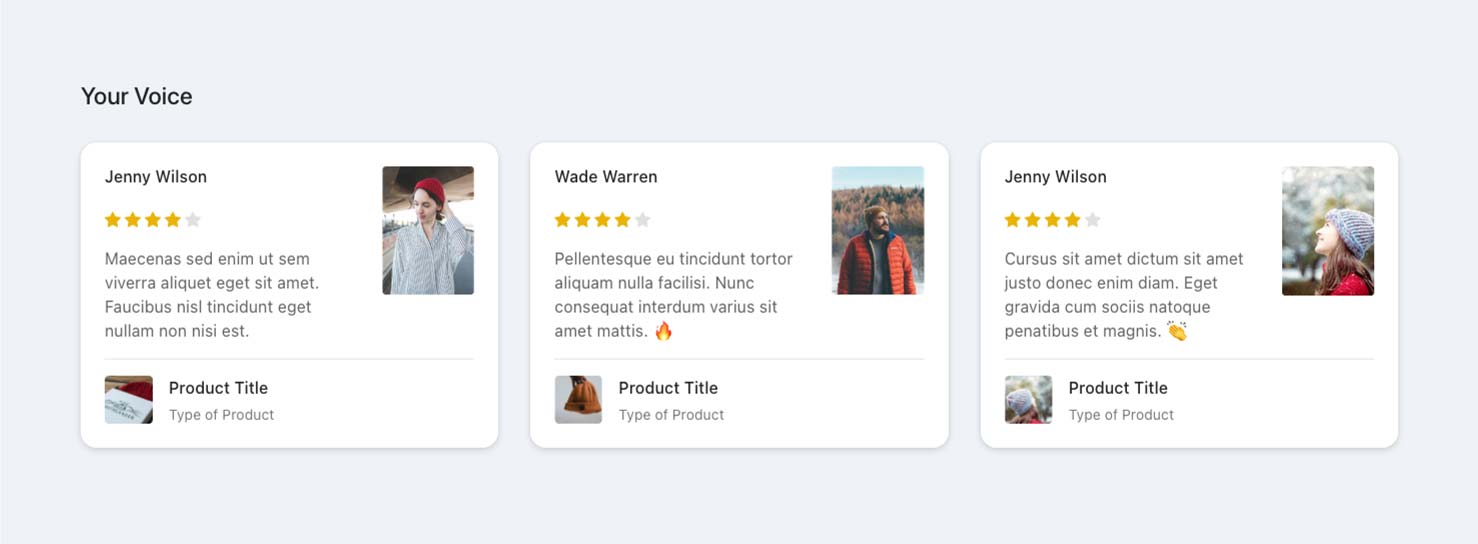 Your Voice
Jenny Wilson
Maecenas sed enim ut sem
viverra aliquet eget sit amet.
Faucibus nisl tincidunt eget
nullam non nisi est.
Product Title
Type of Product
Wade Warren
Pellentesque eu tincidunt tortor
aliquam nulla facilisi. Nunc
consequat interdum varius sit
amet mattis. 🔥
Product Title
Type of Product
Jenny Wilson
Cursus sit amet dictum sit amet
justo donec enim diam. Eget
gravida cum sociis natoque
penatibus et magnis. 👏
Product Title
Type of Product